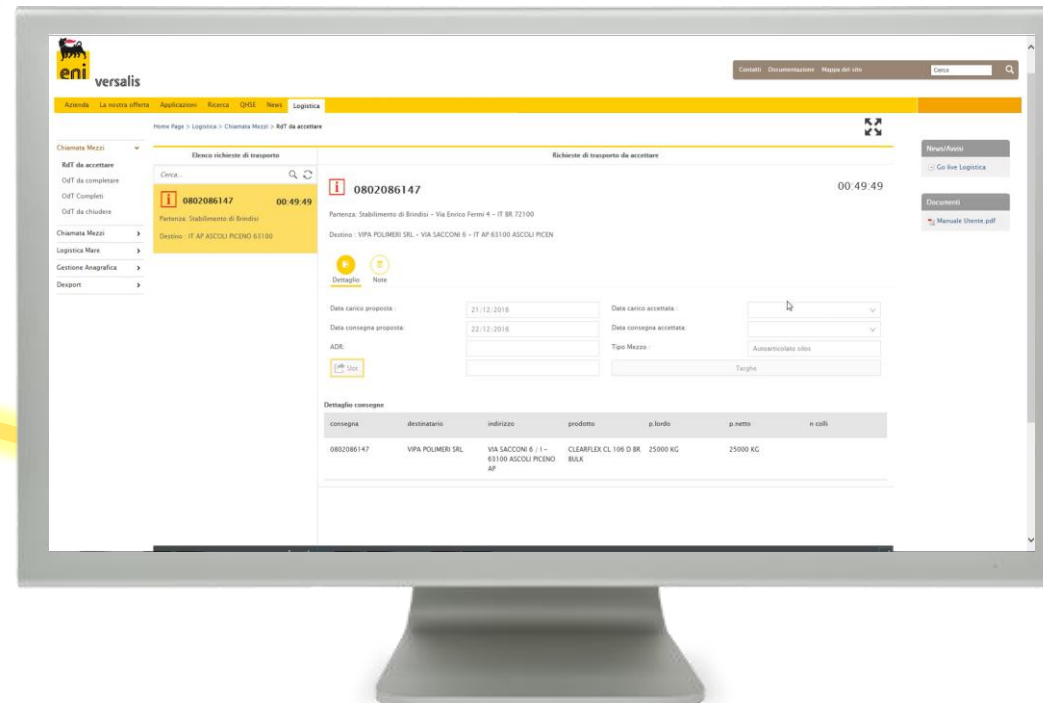 eni
versalis
Contatti Documentazione Mappa del sito
Cerca
Azienda La nostra offerta Applicazioni Ricerca QHSE News Logistica
Home Page > Logistica > Chiamata Mezzi > RdT da accettare
Chiamata Mezzi
RdT da accettare
OdT da completare
OdT Completi
OdT da chiudere
Chiamata Mezzi
Logistica Mare
Gestione Anagrafica
Dexport
Elenco richieste di trasporto
Cerca...
0802086147 00:49:49
Partenza: Stabilimento di Brindisi
Destino : IT AP ASCOLI PICENO 63100
Richieste di trasporto da accettare
0802086147 00:49:49
Partenza: Stabilimento di Brindisi - Via Enrico Fermi 4 - IT BR 72100
Destino : VIPA POLIMERI SRL - VIA SACCONI 6 - IT AP 63100 ASCOLI PICEN
Dettaglio Note
Data carico proposta : 21/12/2016 Data carico accettata :
Data consegna proposta: 22/12/2016 Data consegna accettata:
ADR: Tipo Mezzo : Autoarticolato silos
Targhe
Dettaglio consegne
consegna destinatario indirizzo prodotto p.lordo p.netto n colli
0802086147 VIPA POLIMERI SRL VIA SACCONI 6 / I - CLEARFLEX CL 106 D BR 25000 KG 25000 KG
63100 ASCOLI PICENO BULK
AP
News/Avvisi
Go live Logistica
Documenti
Manuale Utente.pdf